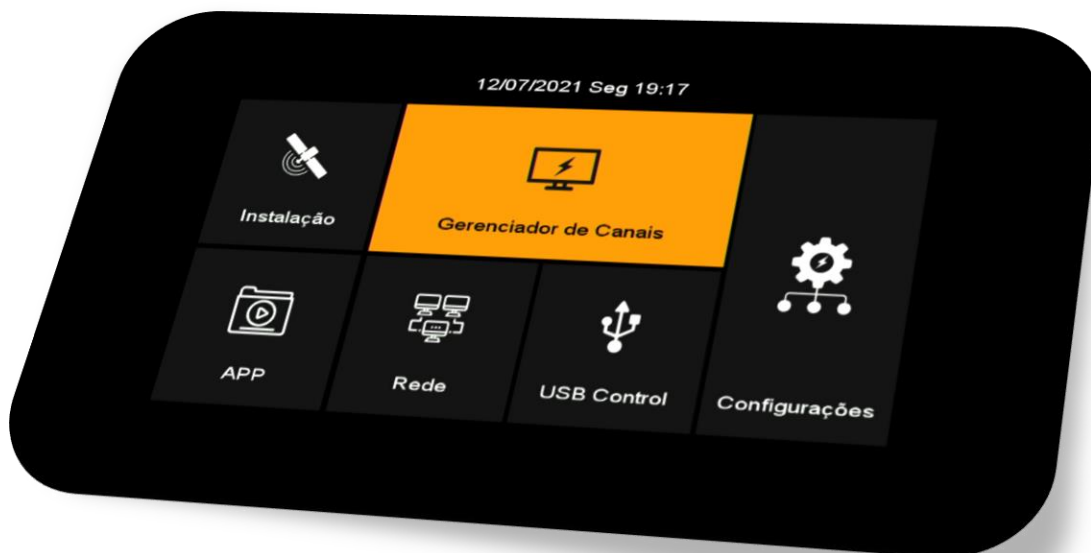 12/07/2021 Seg 19:17
Instalação
Gerenciador de Canais
APP
Rede
USB Control
Configurações